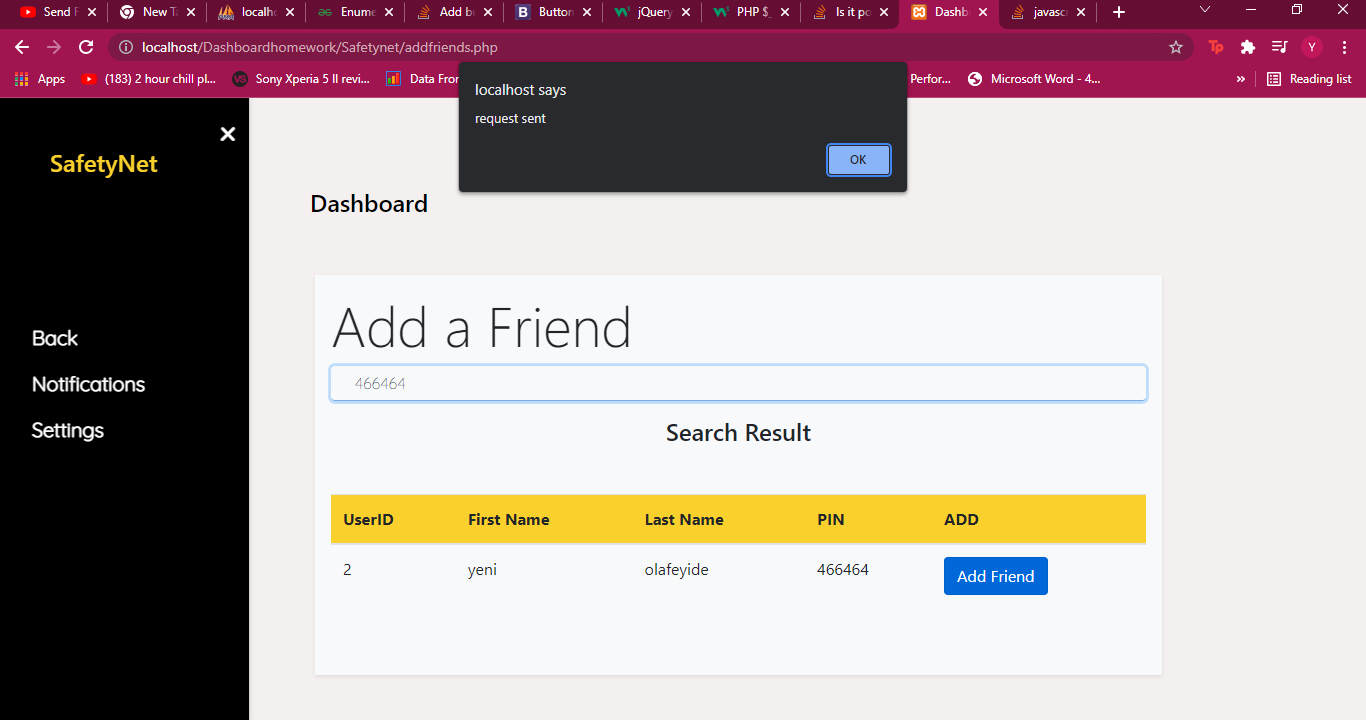 Send F New Ta localho Enume Add bu Button jQuery PHP $_ Is it po Dashb javasc
localhost/Dashboardhomework/Safetynet/addfriends.php
Apps (183) 2 hour chill pl... Sony Xperia 5 II revi... Data Fror Perfor... Microsoft Word - 4... » Reading list
localhost says
request sent
OK
SafetyNet
Dashboard
Back
Notifications
Settings
Add a Friend
466464
Search Result
UserID First Name Last Name PIN ADD
2 yeni olafeyide 466464 Add Friend